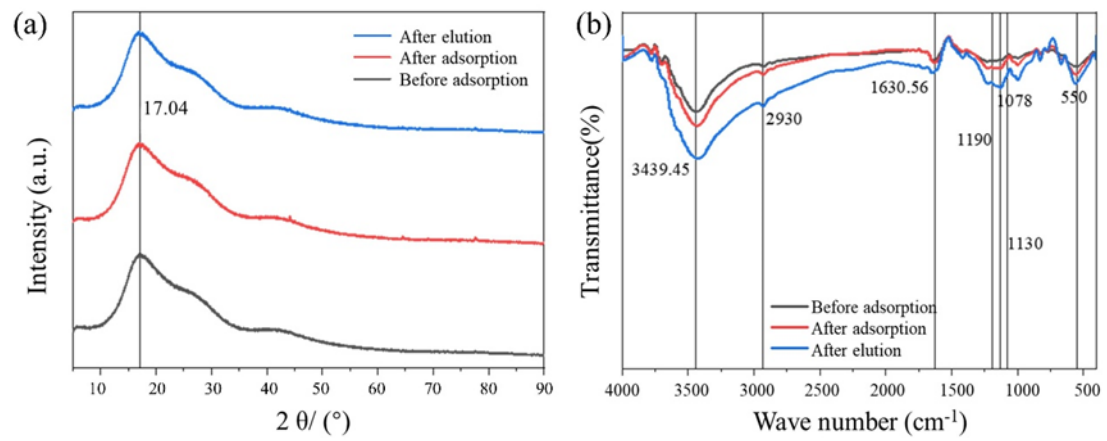 (a)
After elution
After adsorption
Before adsorption
17.04
Intensity (a.u.)
10 20 30 40 50 60 70 80 90
2 θ/ (°)
(b)
1630.56
1078
550
2930
1190
3439.45
1130
Transmittance(%)
Before adsorption
After adsorption
After elution
4000 3500 3000 2500 2000 1500 1000 500
Wave number (cm-1)